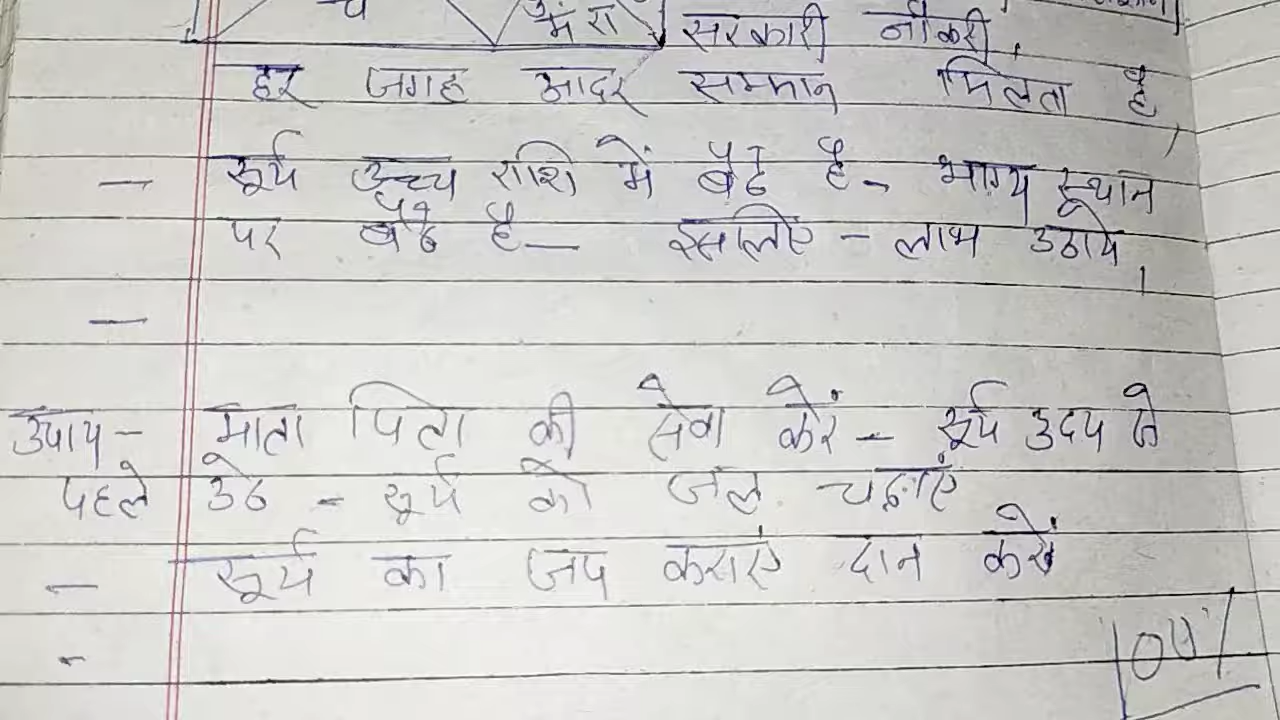 च
में रा सरकारी नौकरी,
हर जगह आदर सम्मान मिलता है,
— सूर्य उच्च राशि में बैठे है - भाग्य स्थान
पर बैठे है — इसलिए - लाभ उठाये,
—
उपाय - माता पिता की सेवा करें - सूर्य उदय से
पहले उठे - सूर्य को जल चढ़ाएं
— सूर्य का जप कराएं दान करें
-